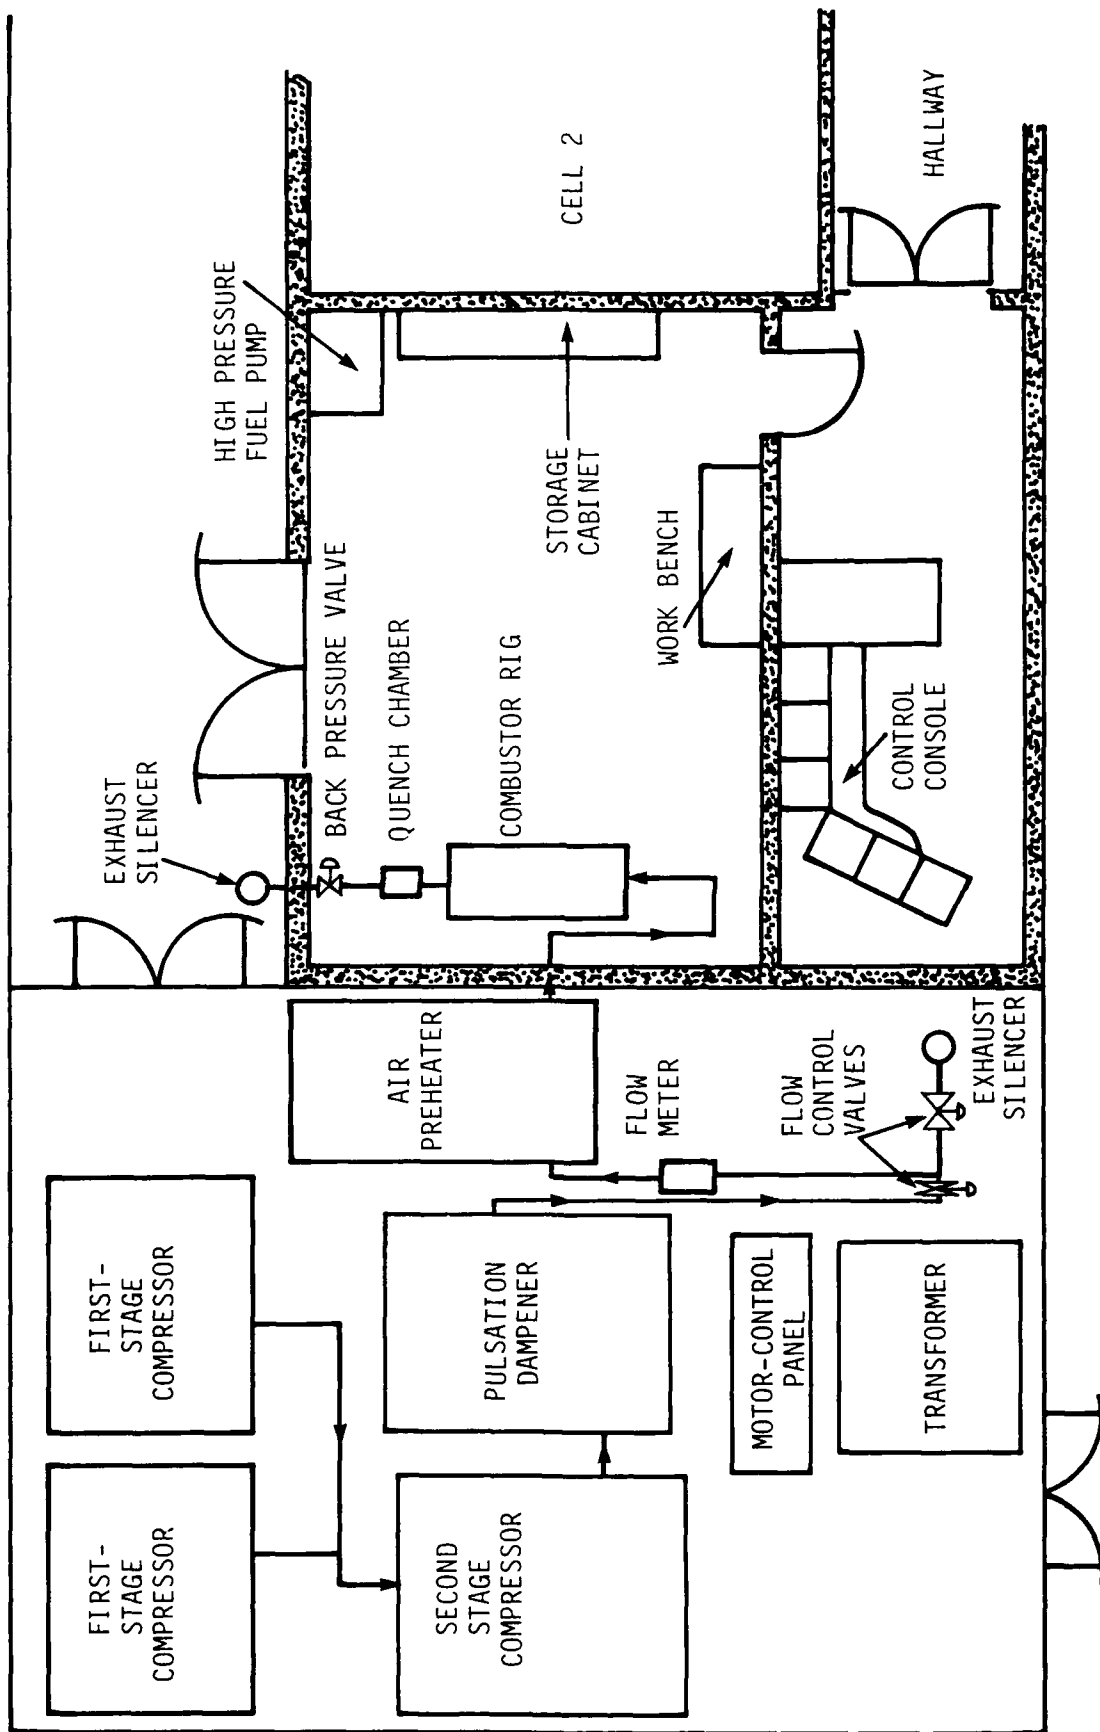 FIRST-
STAGE
COMPRESSOR
FIRST-
STAGE
COMPRESSOR
SECOND
STAGE
COMPRESSOR
PULSATION
DAMPENER
MOTOR-CONTROL
PANEL
TRANSFORMER
AIR
PREHEATER
FLOW
METER
FLOW
CONTROL
VALVES
EXHAUST
SILENCER
EXHAUST
SILENCER
BACK PRESSURE VALVE
QUENCH CHAMBER
COMBUSTOR RIG
HIGH PRESSURE
FUEL PUMP
STORAGE
CABINET
WORK BENCH
CONTROL
CONSOLE
CELL 2
HALLWAY